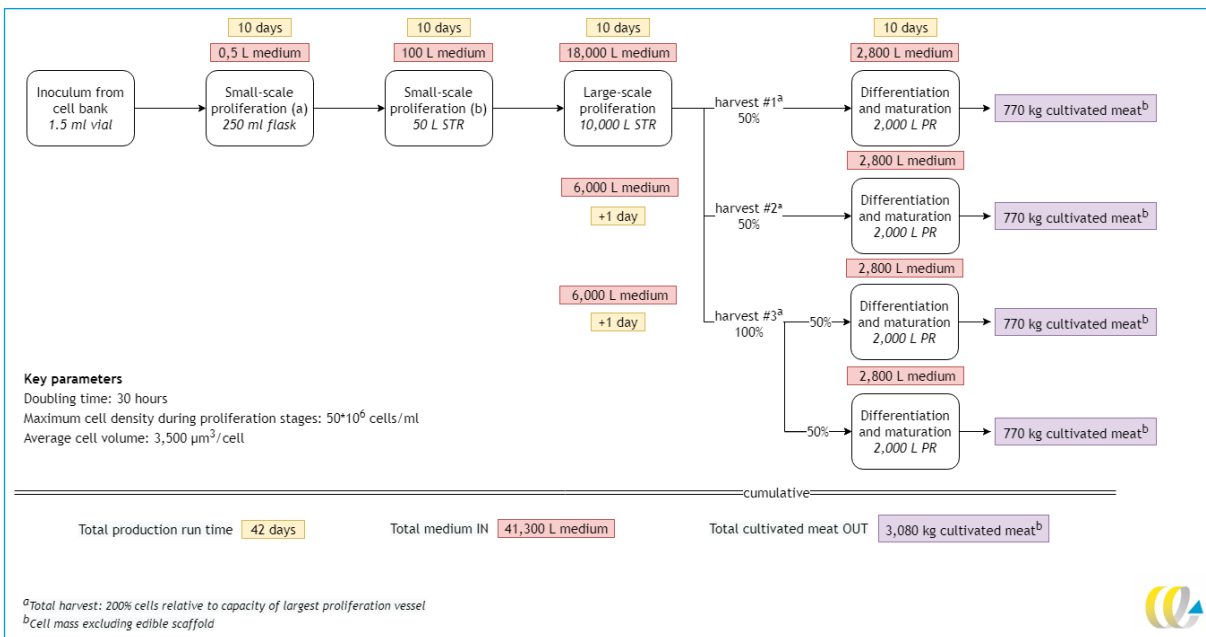 10 days
10 days
10 days
10 days
0,5 L medium
100 L medium
18,000 L medium
2,800 L medium
Inoculum from
cell bank
1.5 ml vial
Small-scale
proliferation (a)
250 ml flask
Small-scale
proliferation (b)
50 L STR
Large-scale
proliferation
10,000 L STR
harvest #1a
50%
Differentiation
and maturation
2,000 L PR
770 kg cultivated meatb
2,800 L medium
6,000 L medium
+1 day
harvest #2a
50%
Differentiation
and maturation
2,000 L PR
770 kg cultivated meatb
2,800 L medium
6,000 L medium
+1 day
harvest #3a
100%
50%
Differentiation
and maturation
2,000 L PR
770 kg cultivated meatb
2,800 L medium
50%
Differentiation
and maturation
2,000 L PR
770 kg cultivated meatb
Key parameters
Doubling time: 30 hours
Maximum cell density during proliferation stages: 50*10⁶ cells/ml
Average cell volume: 3,500 µm³/cell
cumulative
Total production run time 42 days
Total medium IN 41,300 L medium
Total cultivated meat OUT 3,080 kg cultivated meatb
aTotal harvest: 200% cells relative to capacity of largest proliferation vessel
bCell mass excluding edible scaffold